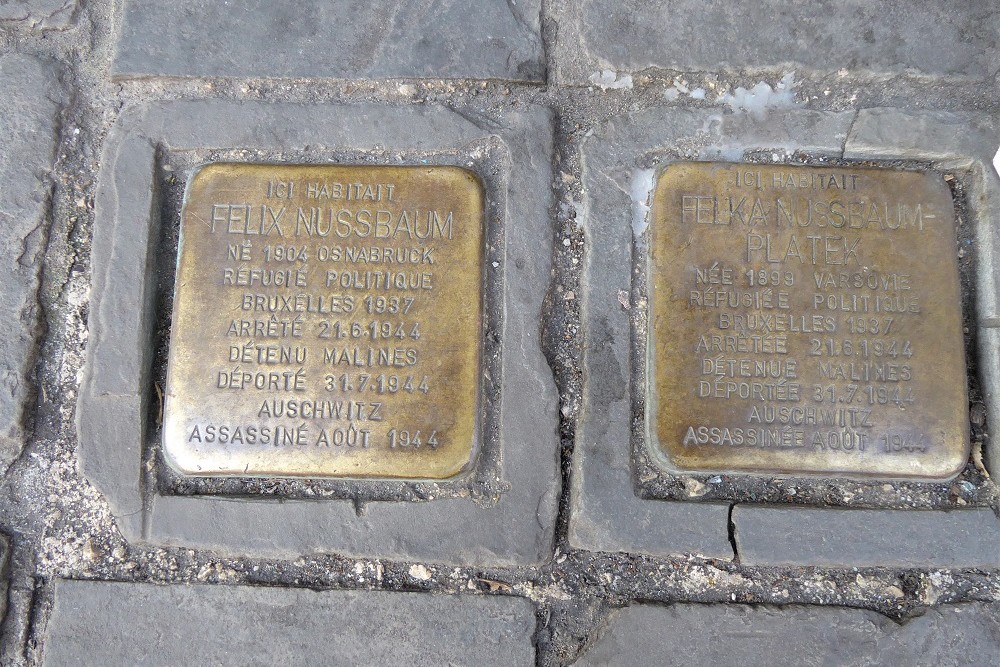 ICI HABITAIT
FELIX NUSSBAUM
NÉ 1904 OSNABRUCK
RÉFUGIÉ POLITIQUE
BRUXELLES 1937
ARRÊTÉ 21.6.1944
DÉTENU MALINES
DÉPORTÉ 31.7.1944
AUSCHWITZ
ASSASSINÉ AOÛT 1944
ICI HABITAIT
FELKA NUSSBAUM-
PLATEK
NÉE 1899 VARSOVIE
RÉFUGIÉE POLITIQUE
BRUXELLES 1937
ARRÊTÉE 21.6.1944
DÉTENUE MALINES
DÉPORTÉE 31.7.1944
AUSCHWITZ
ASSASSINÉE AOÛT 1944